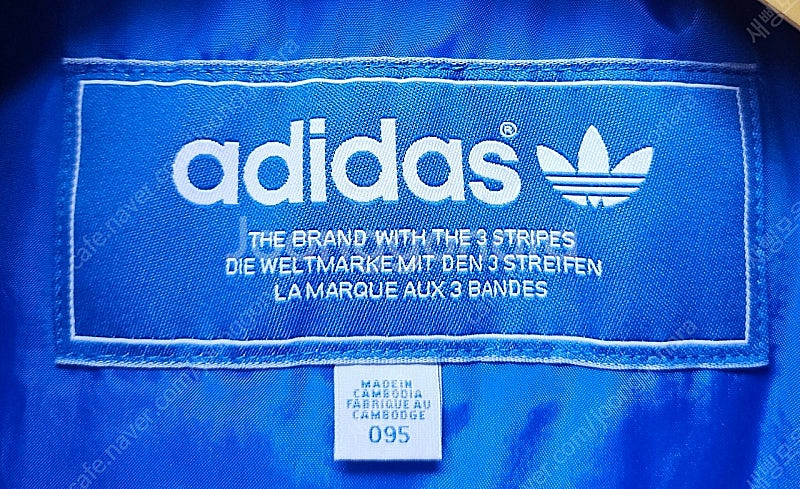 adidas®
THE BRAND WITH THE 3 STRIPES
DIE WELTMARKE MIT DEN 3 STREIFEN
LA MARQUE AUX 3 BANDES
MADE IN
CAMBODIA
FABRIQUE AU
CAMBODGE
095